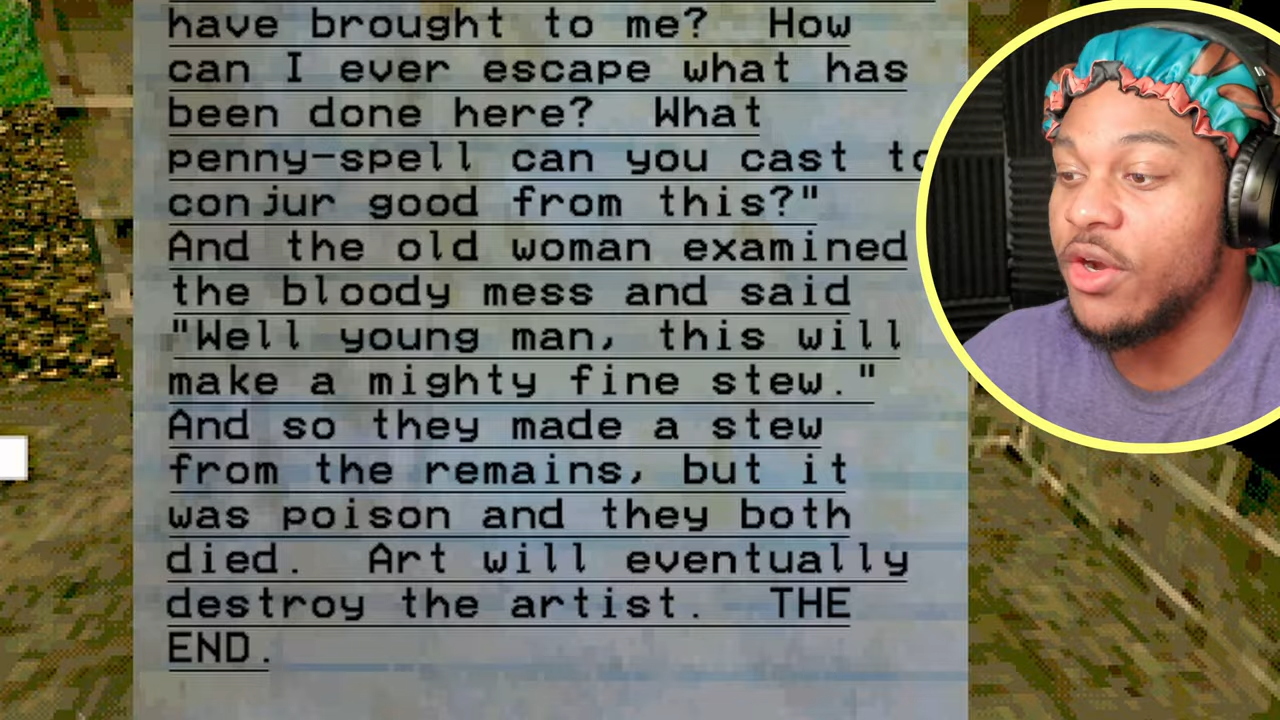 have brought to me?  How
can I ever escape what has
been done here?  What
penny-spell can you cast to
conjur good from this?"
And the old woman examined
the bloody mess and said
"Well young man, this will
make a mighty fine stew."
And so they made a stew
from the remains, but it
was poison and they both
died.  Art will eventually
destroy the artist.  THE
END.